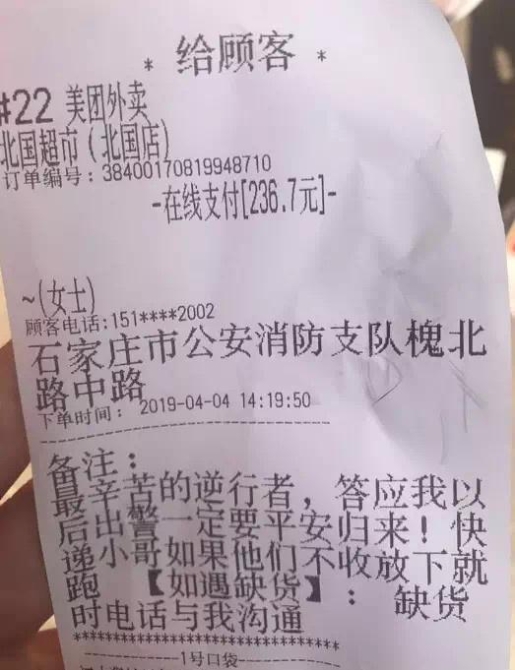 * 给顾客 *
#22 美团外卖
北国超市(北国店)
订单编号:38400170819948710
-在线支付[236.7元]-
~(女士)
顾客电话:151****2002
石家庄市公安消防支队槐北
路中路
下单时间: 2019-04-04 14:19:50
备注:
最辛苦的逆行者,答应我以
后出警一定要平安归来!快
递小哥如果他们不收放下就
跑 【如遇缺货】: 缺货
时电话与我沟通
********************************
------------1号口袋------------